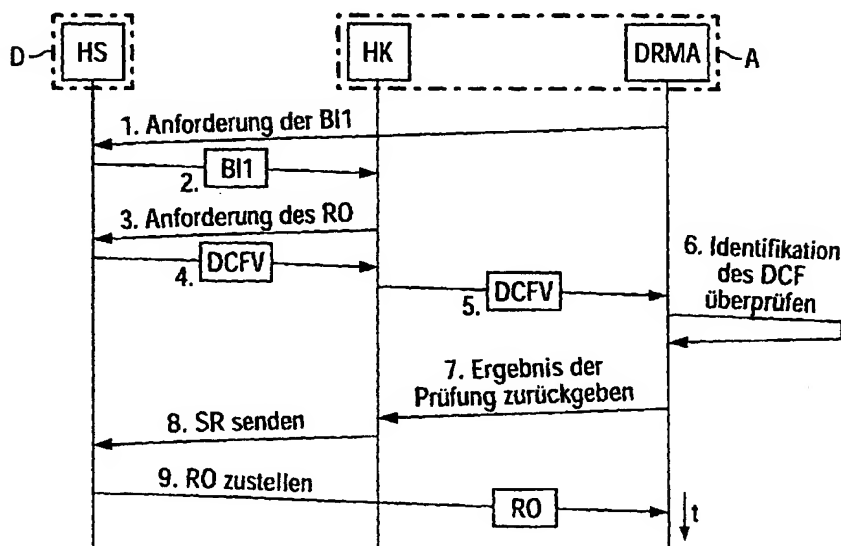 D
HS
HK
DRMA
A
1. Anforderung der BI1
2. BI1
3. Anforderung des RO
4. DCFV
5. DCFV
6. Identifikation
des DCF
überprüfen
7. Ergebnis der
Prüfung zurückgeben
8. SR senden
9. RO zustellen
RO
t